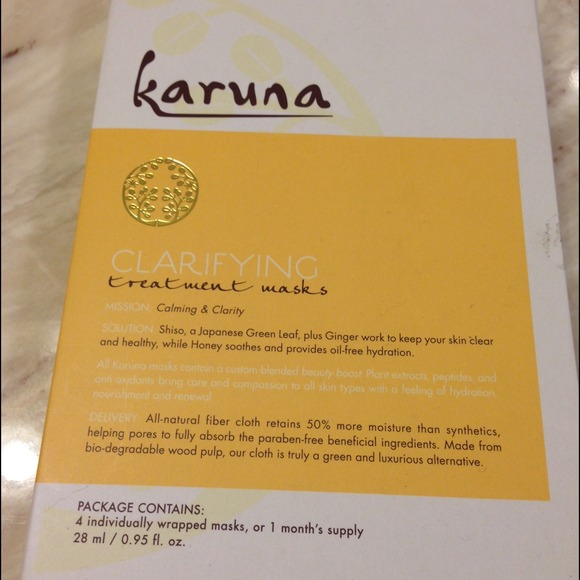 karuna
CLARIFYING
treatment masks
MISSION: Calming & Clarity
SOLUTION: Shiso, a Japanese Green Leaf, plus Ginger work to keep your skin clear
and healthy, while Honey soothes and provides oil-free hydration.
All Karuna masks contain a custom-blended beauty boost. Plant extracts, peptides, and
anti oxydants bring care and compassion to all skin types with a feeling of hydration,
nourishment and renewal.
DELIVERY: All-natural fiber cloth retains 50% more moisture than synthetics,
helping pores to fully absorb the paraben-free beneficial ingredients. Made from
bio-degradable wood pulp, our cloth is truly a green and luxurious alternative.
PACKAGE CONTAINS:
4 individually wrapped masks, or 1 month's supply
28 ml / 0.95 fl. oz.